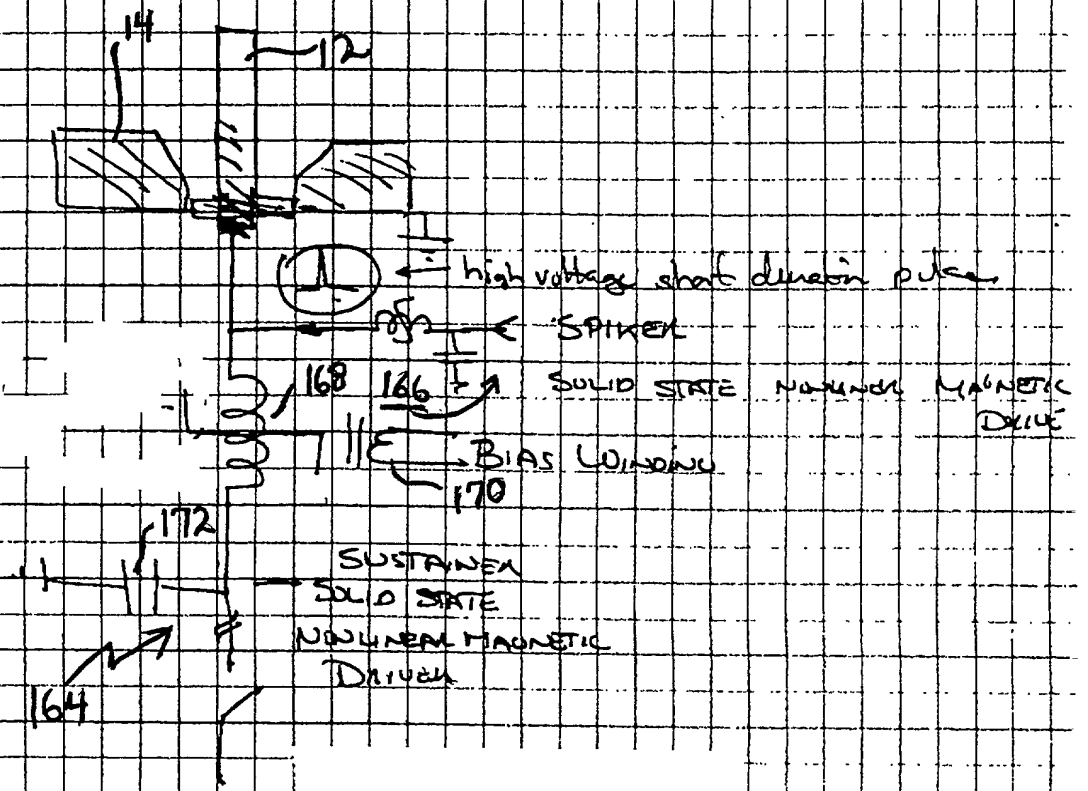 14
12
high voltage short duration pulse
SPIKER
168
166
SOLID STATE NONLINEAR MAGNETIC
DRIVE
BIAS WINDING
170
172
SUSTAINER
SOLID STATE
NONLINEAR MAGNETIC
DRIVER
164